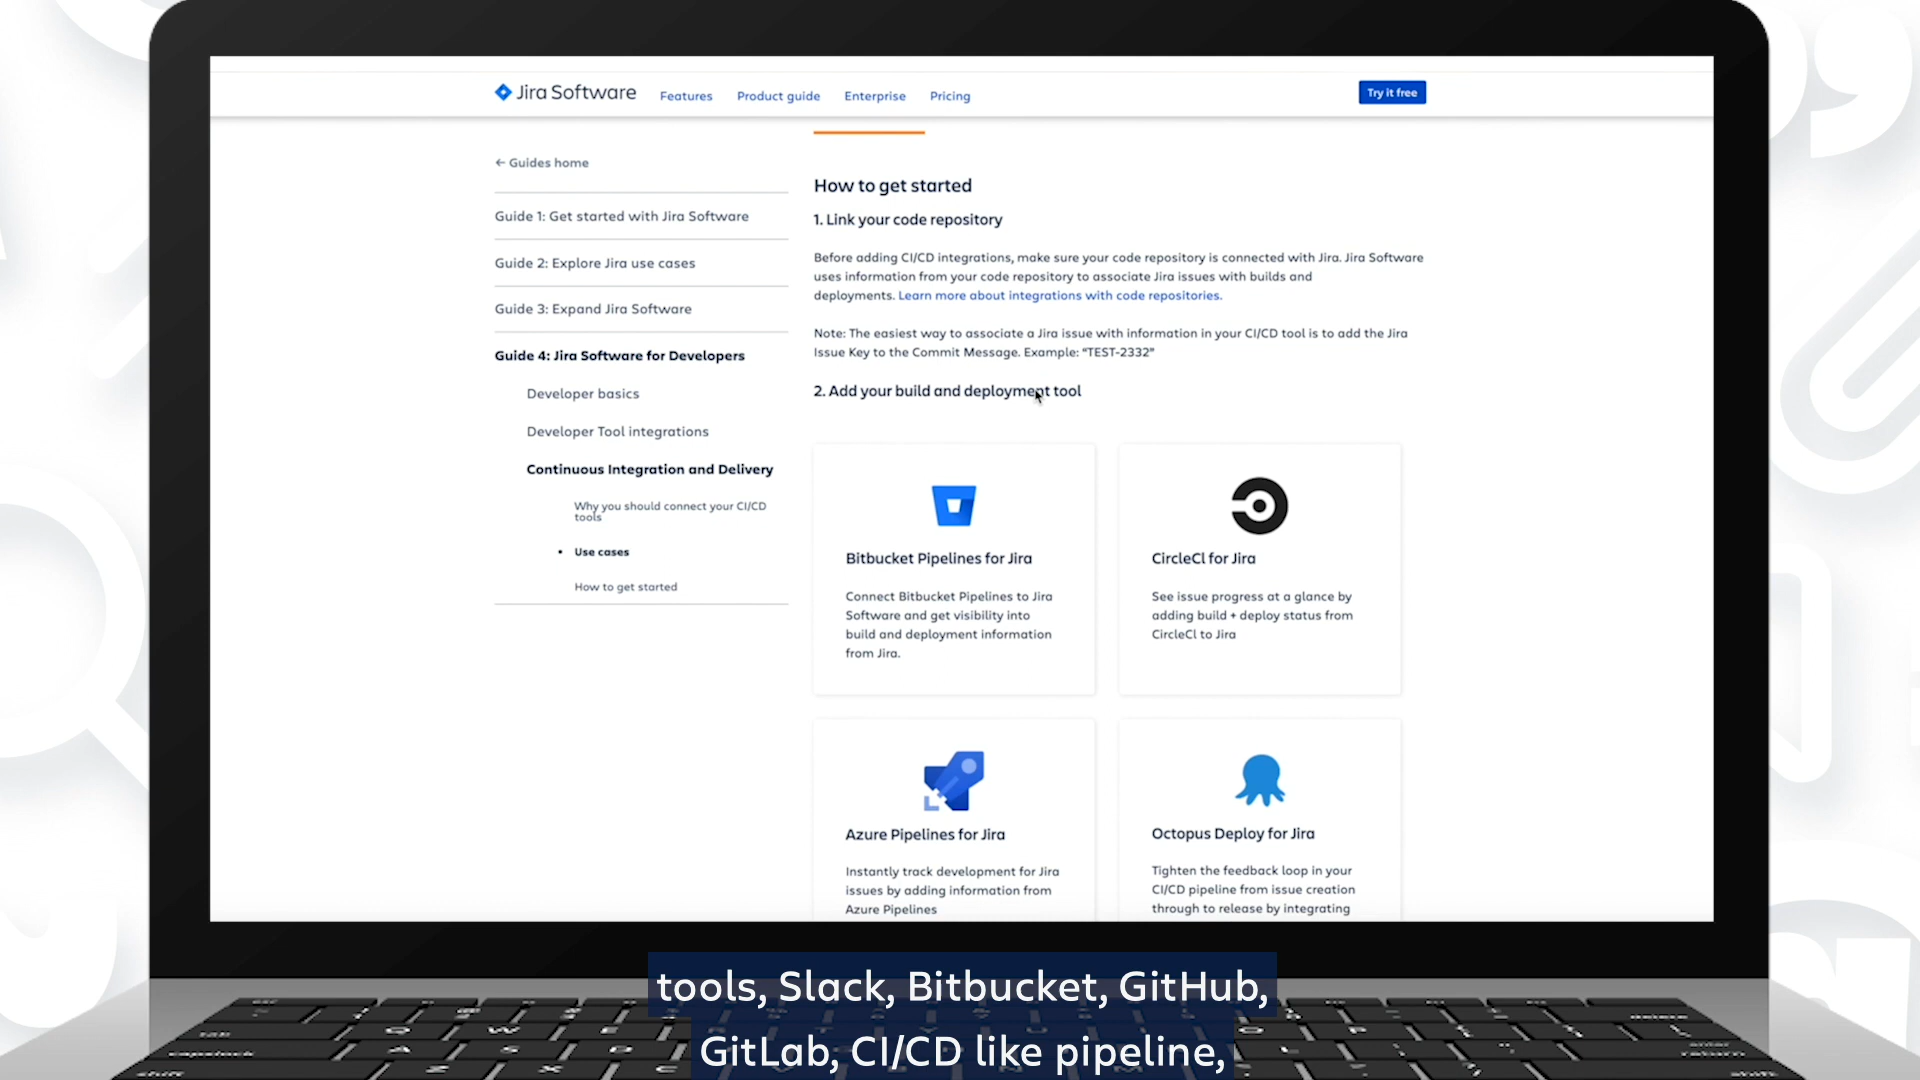 Jira Software
Features
Product guide
Enterprise
Pricing
Try it free
← Guides home
Guide 1: Get started with Jira Software
Guide 2: Explore Jira use cases
Guide 3: Expand Jira Software
Guide 4: Jira Software for Developers
Developer basics
Developer Tool integrations
Continuous Integration and Delivery
Why you should connect your CI/CD
tools
• Use cases
How to get started
How to get started
1. Link your code repository
Before adding CI/CD integrations, make sure your code repository is connected with Jira. Jira Software
uses information from your code repository to associate Jira issues with builds and
deployments. Learn more about integrations with code repositories.
Note: The easiest way to associate a Jira issue with information in your CI/CD tool is to add the Jira
Issue Key to the Commit Message. Example: “TEST-2332”
2. Add your build and deployment tool
Bitbucket Pipelines for Jira
Connect Bitbucket Pipelines to Jira
Software and get visibility into
build and deployment information
from Jira.
CircleCI for Jira
See issue progress at a glance by
adding build + deploy status from
CircleCI to Jira
Azure Pipelines for Jira
Instantly track development for Jira
issues by adding information from
Azure Pipelines
Octopus Deploy for Jira
Tighten the feedback loop in your
CI/CD pipeline from issue creation
through to release by integrating
tools, Slack, Bitbucket, GitHub,
GitLab, CI/CD like pipeline,